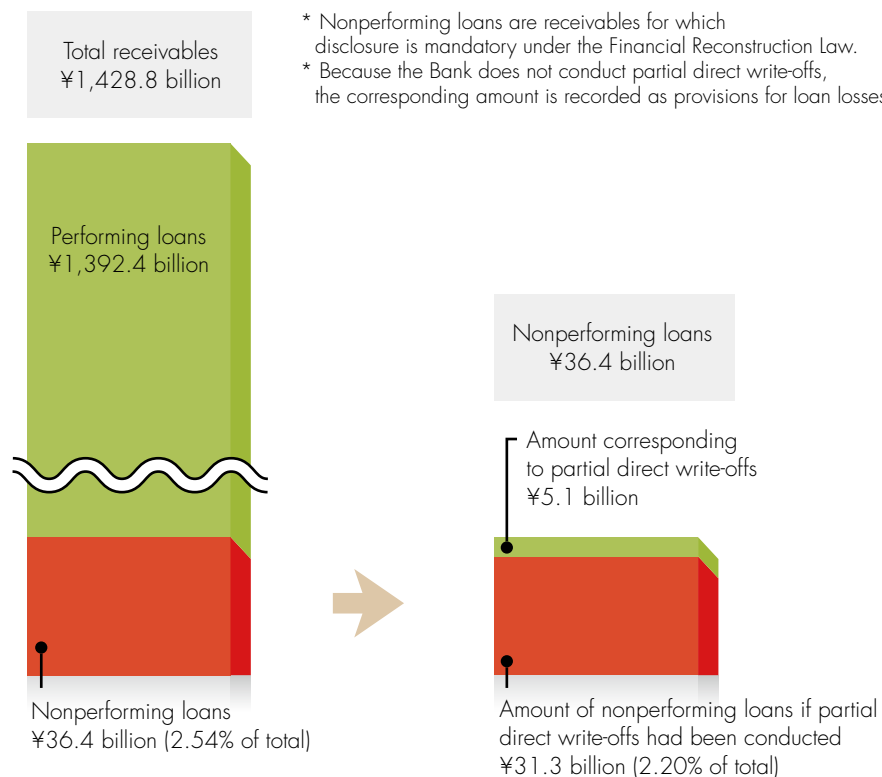 Total receivables
¥1,428.8 billion
* Nonperforming loans are receivables for which
disclosure is mandatory under the Financial Reconstruction Law.
* Because the Bank does not conduct partial direct write-offs,
the corresponding amount is recorded as provisions for loan losses
Performing loans
¥1,392.4 billion
Nonperforming loans
¥36.4 billion
Amount corresponding
to partial direct write-offs
¥5.1 billion
Nonperforming loans
¥36.4 billion (2.54% of total)
Amount of nonperforming loans if partial
direct write-offs had been conducted
¥31.3 billion (2.20% of total)